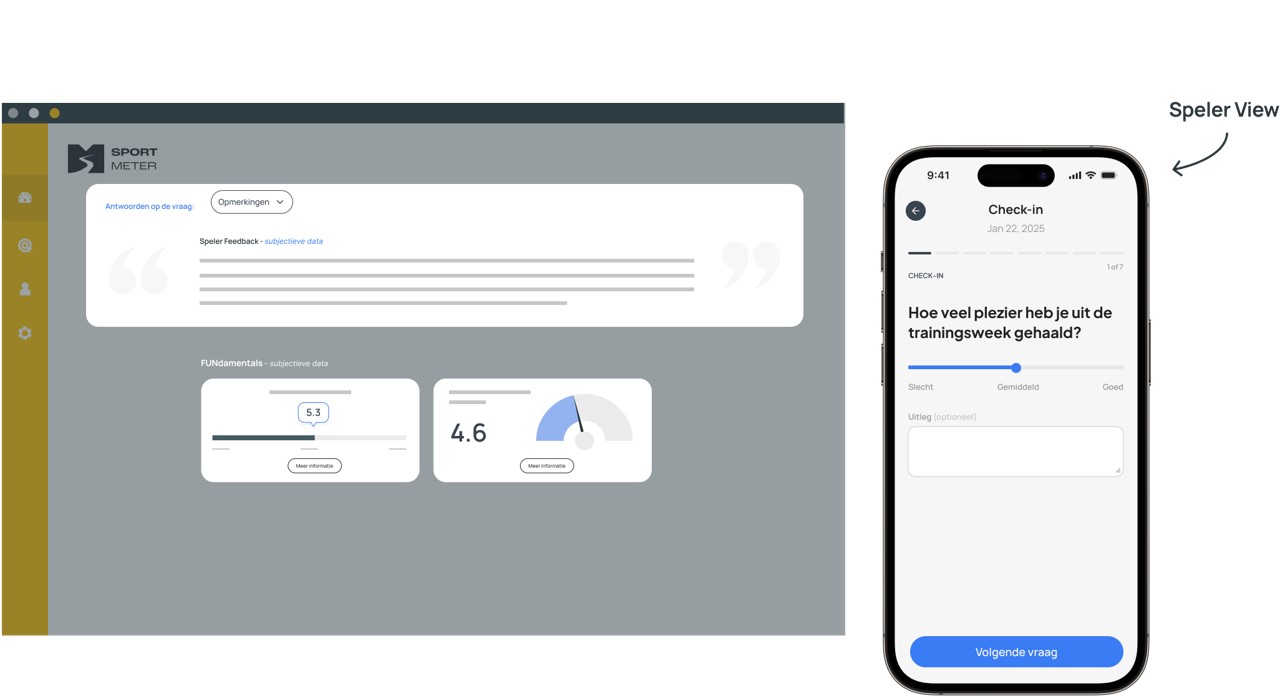 Speler View
SPORT
METER
Antwoorden op de vraag:
Opmerkingen
Speler Feedback - subjectieve data
FUNdamentals - subjectieve data
5.3
Meer informatie
4.6
Meer informatie
9:41
Check-in
Jan 22, 2025
1 of 7
CHECK-IN
Hoe veel plezier heb je uit de
trainingsweek gehaald?
Slecht
Gemiddeld
Goed
Uitleg (optioneel)
Volgende vraag